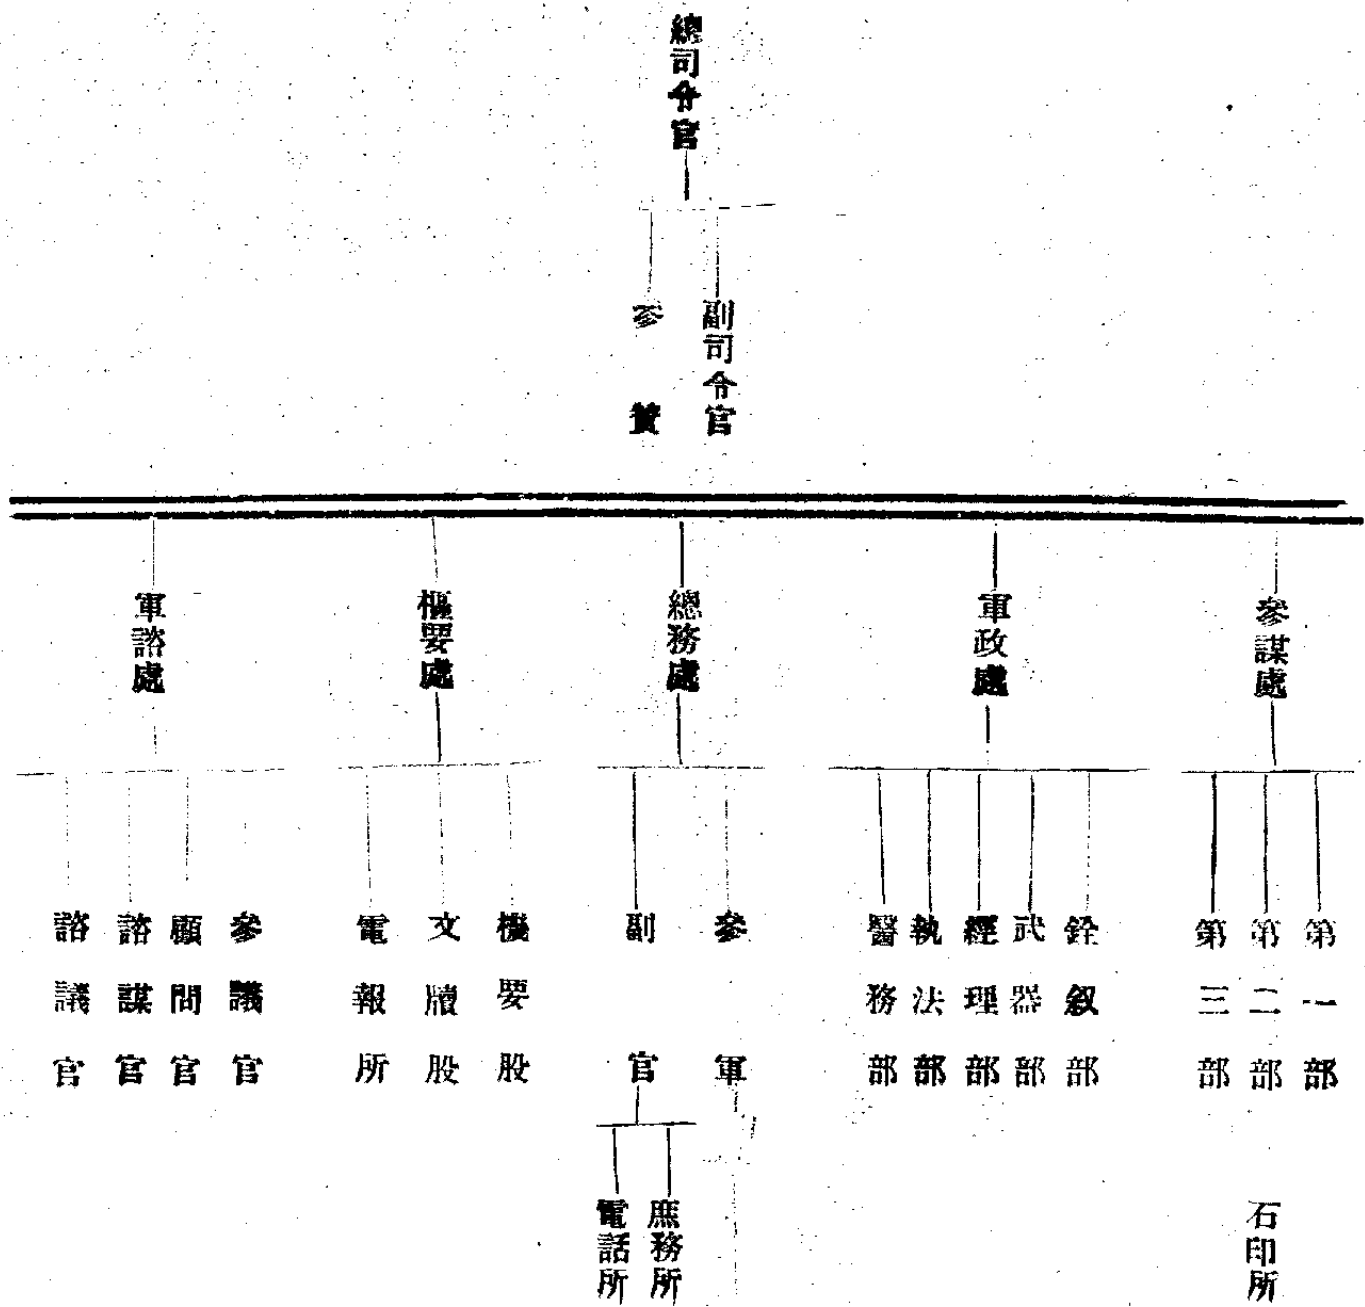 總司令官
副司令官
參贊
參謀處
軍政處
總務處
樞要處
軍諮處
第一部
第二部
第三部
銓叙部
武器部
經理部
執法部
醫務部
參軍
副官
機要股
文牘股
電報所
參議官
顧問官
諮謀官
諮議官
石印所
庶務所
電話所